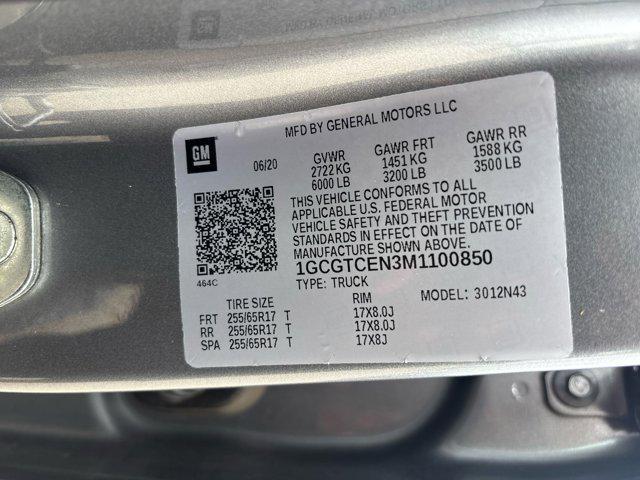 MFD BY GENERAL MOTORS LLC
GM
06/20
GVWR
2722 KG
6000 LB
GAWR FRT
1451 KG
3200 LB
GAWR RR
1588 KG
3500 LB
THIS VEHICLE CONFORMS TO ALL
APPLICABLE U.S. FEDERAL MOTOR
VEHICLE SAFETY AND THEFT PREVENTION
STANDARDS IN EFFECT ON THE DATE OF
MANUFACTURE SHOWN ABOVE.
464C
1GCGTCEN3M1100850
TYPE: TRUCK
MODEL: 3012N43
TIRE SIZE RIM
FRT 255/65R17 T 17X8.0J
RR 255/65R17 T 17X8.0J
SPA 255/65R17 T 17X8J